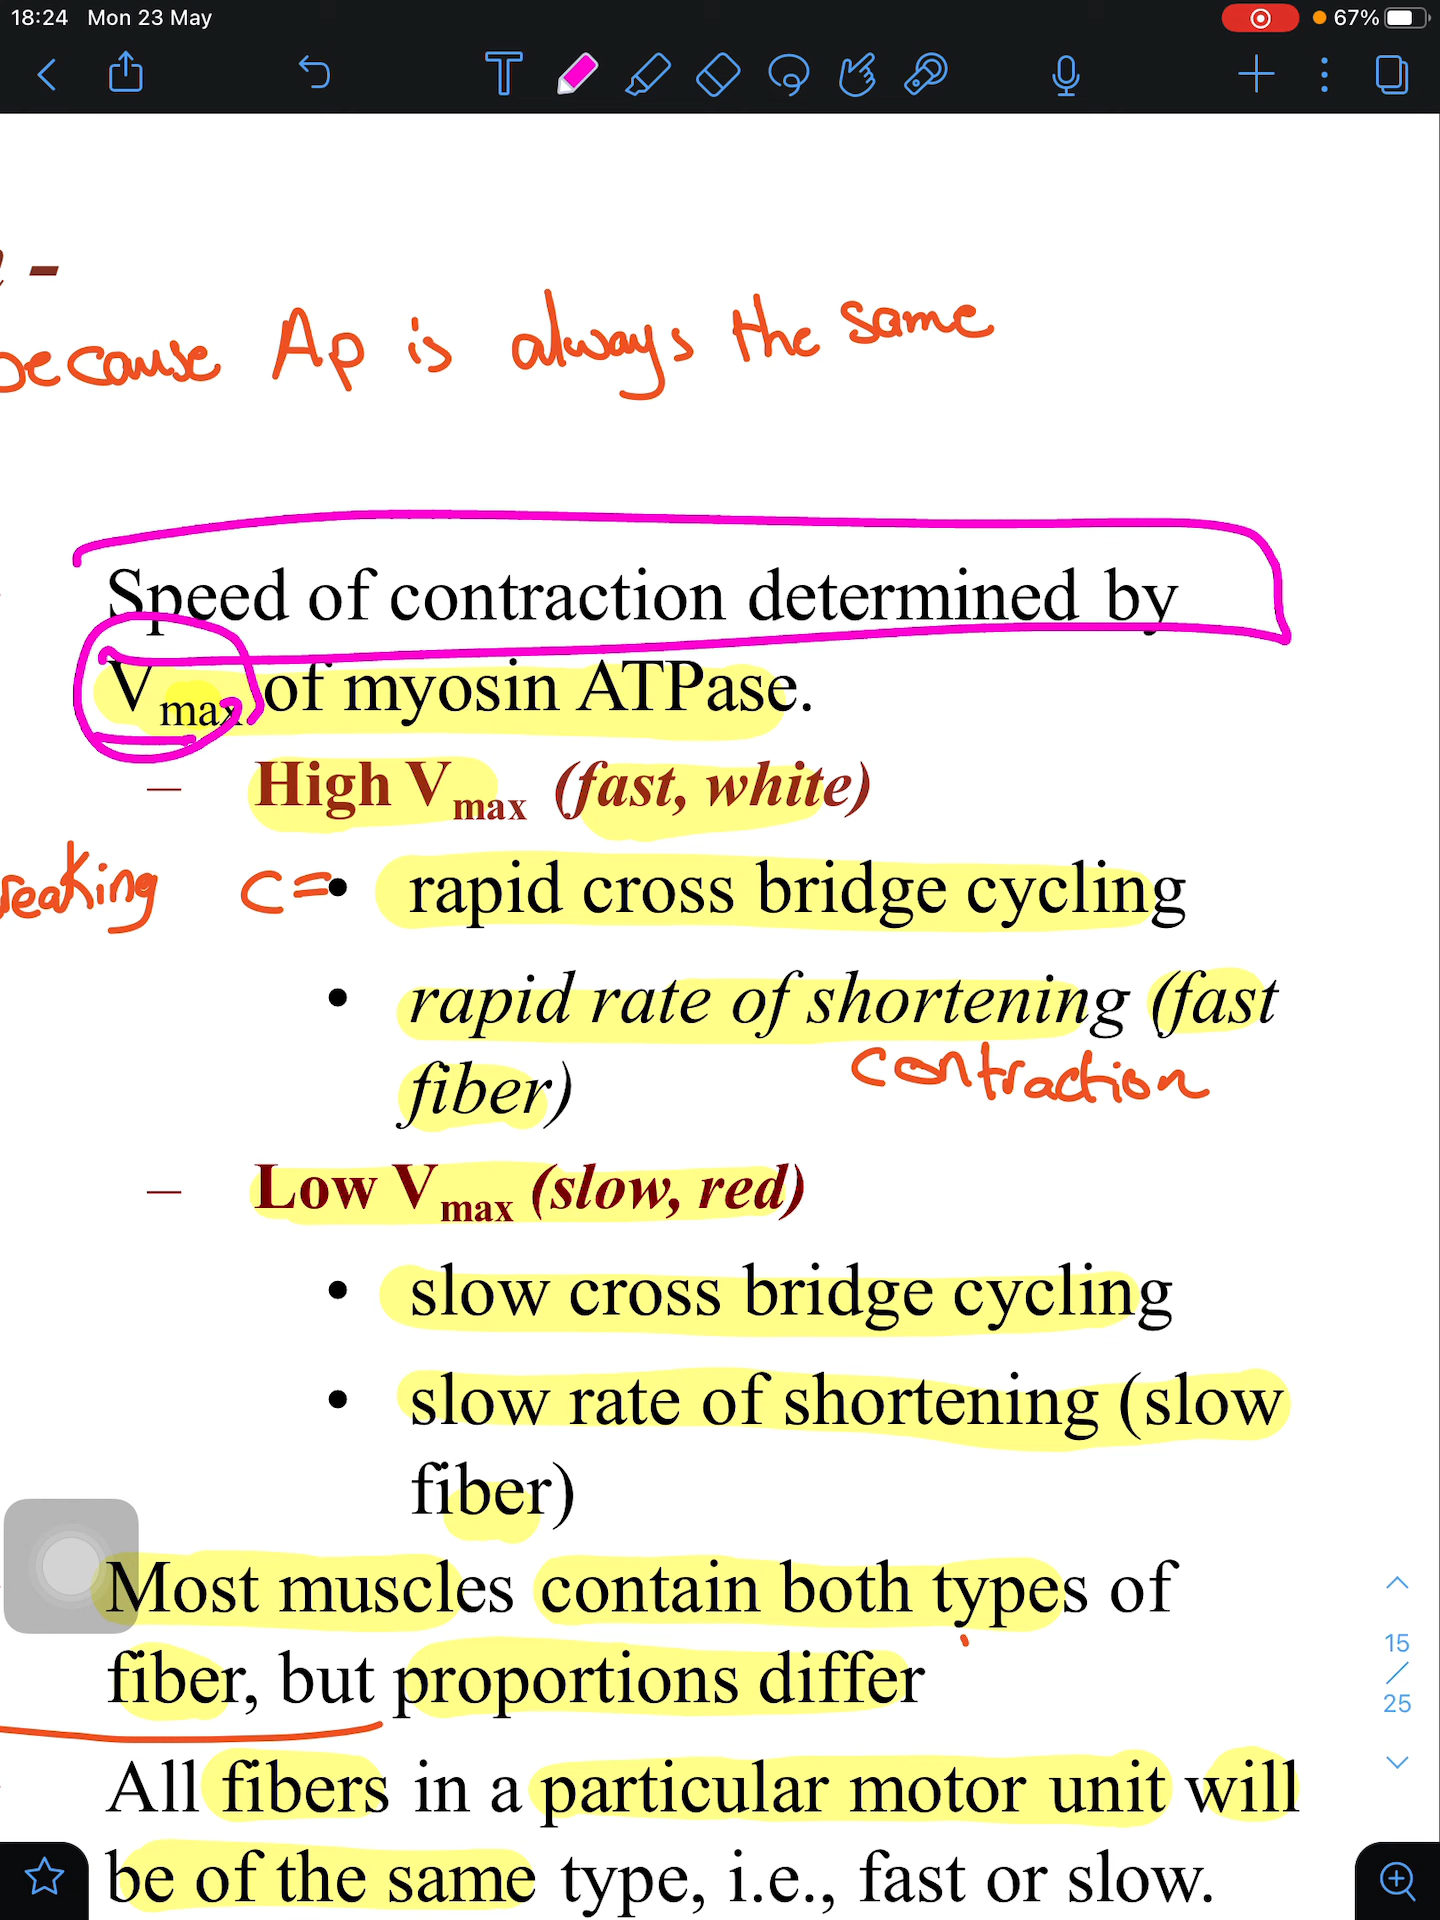 18:24 Mon 23 May
67%
because Ap is always the same
Speed of contraction determined by
Vmax of myosin ATPase.
– High Vmax (fast, white)
reaking C=
• rapid cross bridge cycling
• rapid rate of shortening (fast
fiber)
contraction
– Low Vmax (slow, red)
• slow cross bridge cycling
• slow rate of shortening (slow
fiber)
Most muscles contain both types of
fiber, but proportions differ
15
/
25
All fibers in a particular motor unit will
be of the same type, i.e., fast or slow.